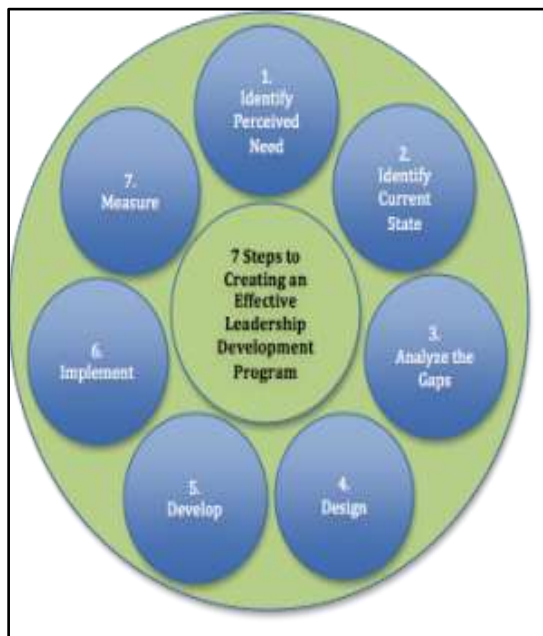 7 Steps to
Creating an
Effective
Leadership
Development
Program
1.
Identify
Perceived
Need
2.
Identify
Current
State
3.
Analyze the
Gaps
4.
Design
5.
Develop
6.
Implement
7.
Measure